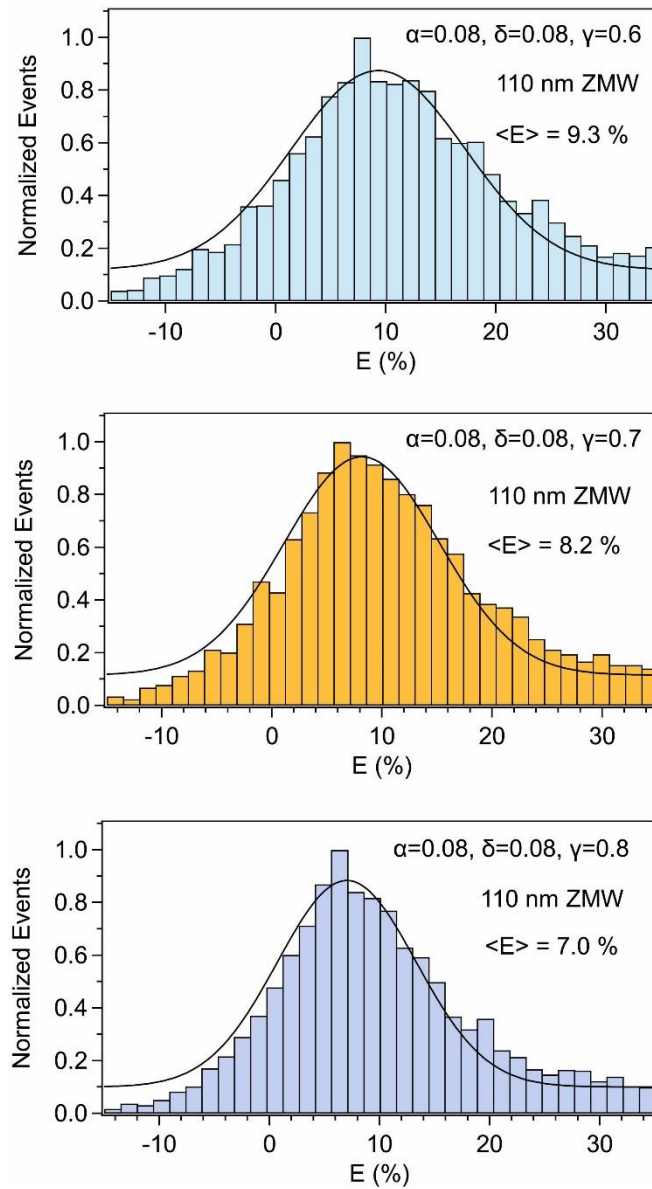 α=0.08, δ=0.08, γ=0.6
110 nm ZMW
<E> = 9.3 %
Normalized Events
1.0
0.8
0.6
0.4
0.2
0.0
-10 0 10 20 30
E (%)
α=0.08, δ=0.08, γ=0.7
110 nm ZMW
<E> = 8.2 %
Normalized Events
1.0
0.8
0.6
0.4
0.2
0.0
-10 0 10 20 30
E (%)
α=0.08, δ=0.08, γ=0.8
110 nm ZMW
<E> = 7.0 %
Normalized Events
1.0
0.8
0.6
0.4
0.2
0.0
-10 0 10 20 30
E (%)